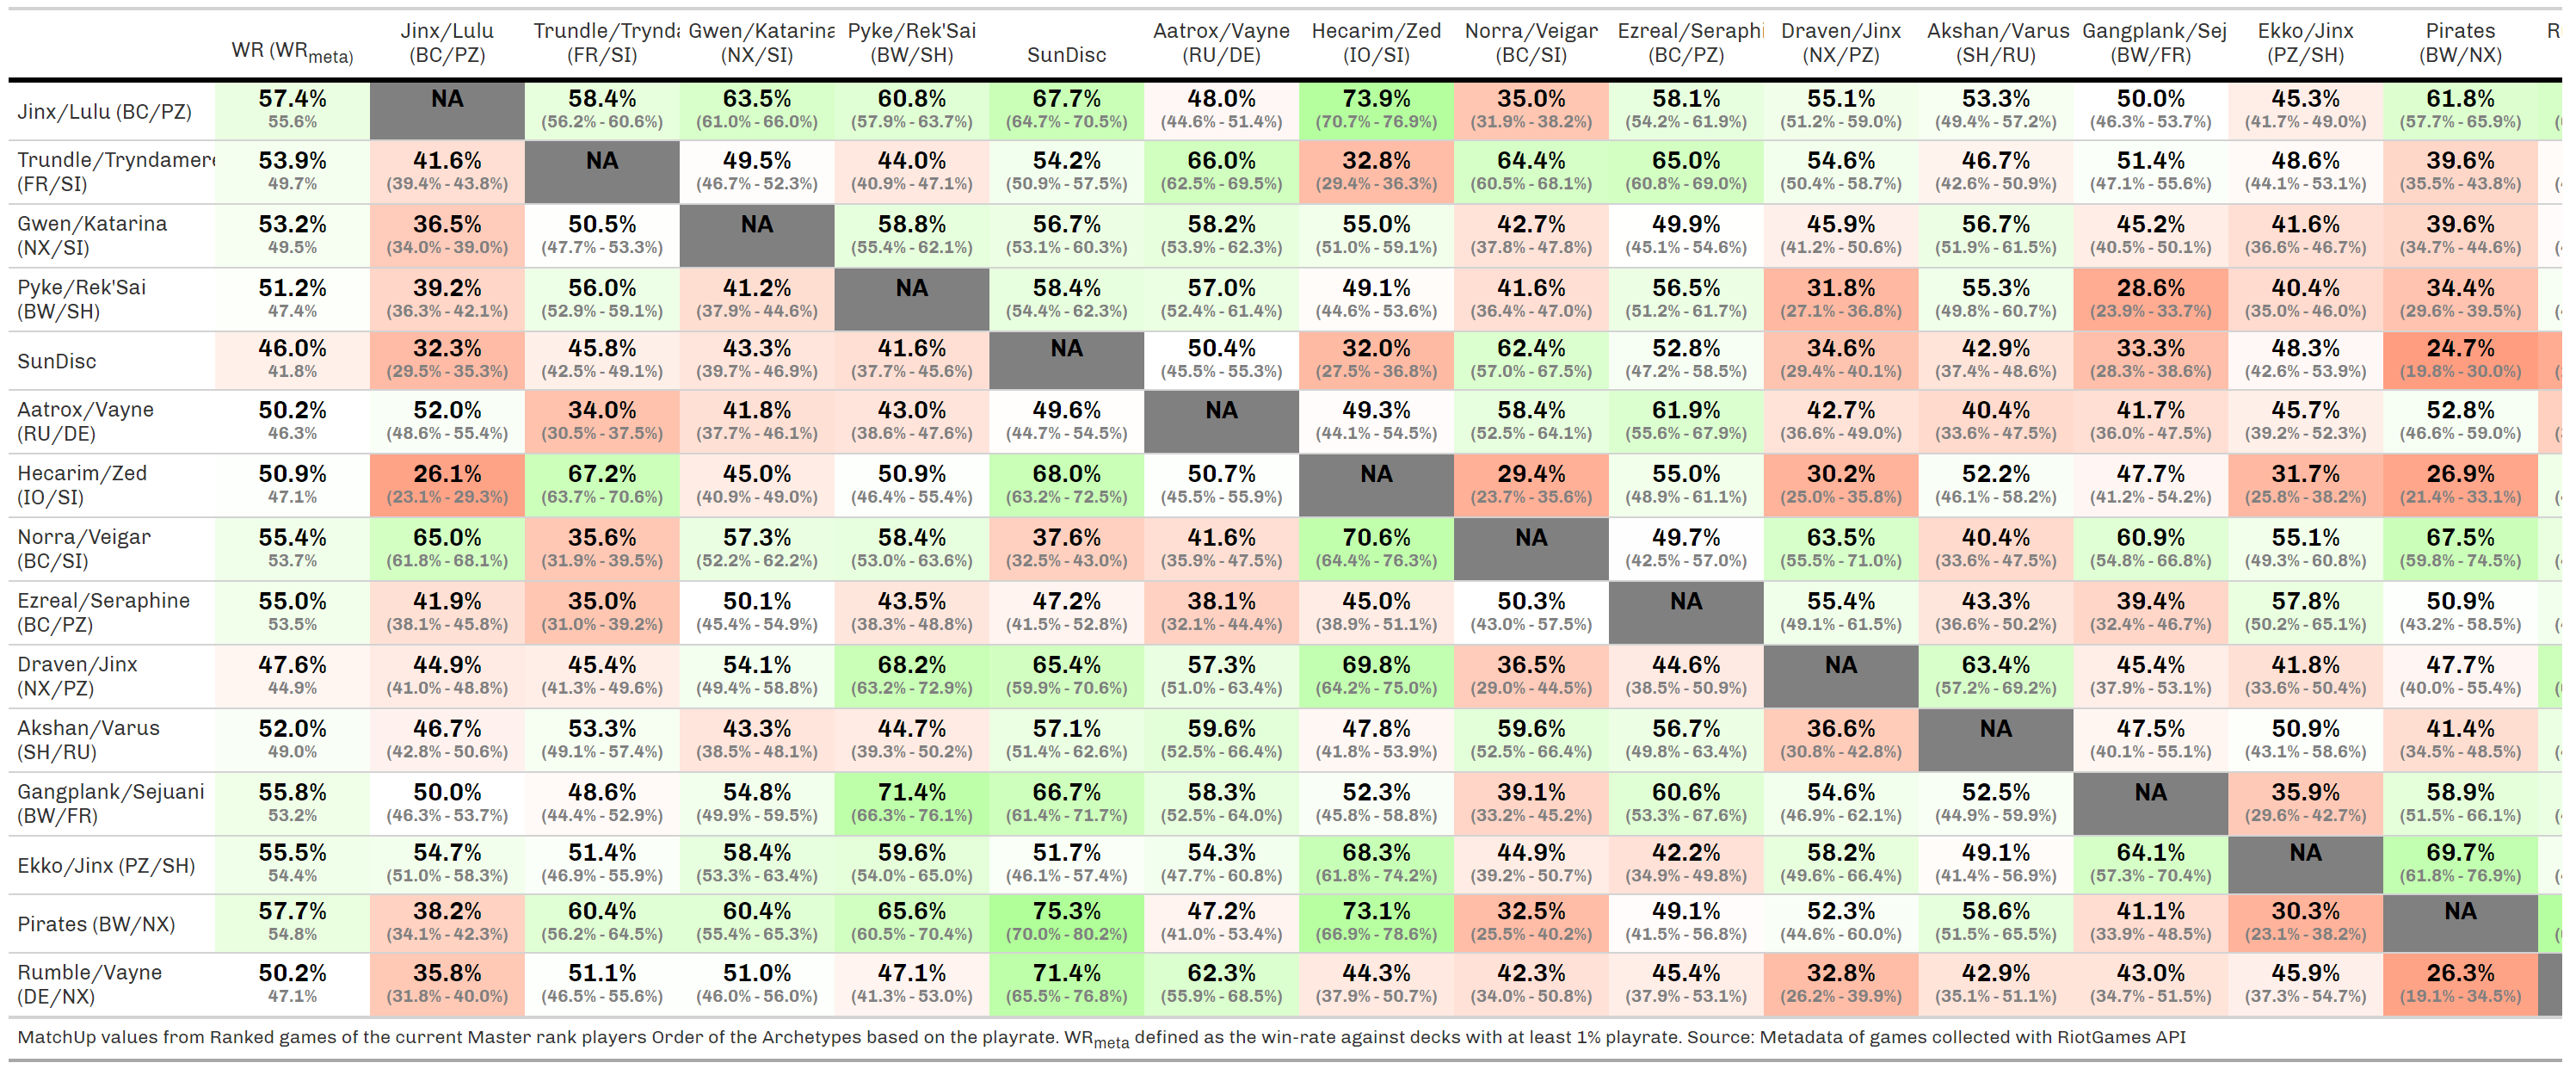 WR (WRmeta) Jinx/Lulu (BC/PZ) Trundle/Trynda (FR/SI) Gwen/Katarina (NX/SI) Pyke/Rek'Sai (BW/SH) SunDisc Aatrox/Vayne (RU/DE) Hecarim/Zed (IO/SI) Norra/Veigar (BC/SI) Ezreal/Seraphi (BC/PZ) Draven/Jinx (NX/PZ) Akshan/Varus (SH/RU) Gangplank/Sej (BW/FR) Ekko/Jinx (PZ/SH) Pirates (BW/NX) R
Jinx/Lulu (BC/PZ) 57.4% NA 58.4% 63.5% 60.8% 67.7% 48.0% 73.9% 35.0% 58.1% 55.1% 53.3% 50.0% 45.3% 61.8%
55.6% (56.2% - 60.6%) (61.0% - 66.0%) (57.9% - 63.7%) (64.7% - 70.5%) (44.6% - 51.4%) (70.7% - 76.9%) (31.9% - 38.2%) (54.2% - 61.9%) (51.2% - 59.0%) (49.4% - 57.2%) (46.3% - 53.7%) (41.7% - 49.0%) (57.7% - 65.9%)
Trundle/Tryndamere 53.9% 41.6% NA 49.5% 44.0% 54.2% 66.0% 32.8% 64.4% 65.0% 54.6% 46.7% 51.4% 48.6% 39.6%
(FR/SI) 49.7% (39.4% - 43.8%) (46.7% - 52.3%) (40.9% - 47.1%) (50.9% - 57.5%) (62.5% - 69.5%) (29.4% - 36.3%) (60.5% - 68.1%) (60.8% - 69.0%) (50.4% - 58.7%) (42.6% - 50.9%) (47.1% - 55.6%) (44.1% - 53.1%) (35.5% - 43.8%)
Gwen/Katarina 53.2% 36.5% 50.5% NA 58.8% 56.7% 58.2% 55.0% 42.7% 49.9% 45.9% 56.7% 45.2% 41.6% 39.6%
(NX/SI) 49.5% (34.0% - 39.0%) (47.7% - 53.3%) (55.4% - 62.1%) (53.1% - 60.3%) (53.9% - 62.3%) (51.0% - 59.1%) (37.8% - 47.8%) (45.1% - 54.6%) (41.2% - 50.6%) (51.9% - 61.5%) (40.5% - 50.1%) (36.6% - 46.7%) (34.7% - 44.6%)
Pyke/Rek'Sai 51.2% 39.2% 56.0% 41.2% NA 58.4% 57.0% 49.1% 41.6% 56.5% 31.8% 55.3% 28.6% 40.4% 34.4%
(BW/SH) 47.4% (36.3% - 42.1%) (52.9% - 59.1%) (37.9% - 44.6%) (54.4% - 62.3%) (52.4% - 61.4%) (44.6% - 53.6%) (36.4% - 47.0%) (51.2% - 61.7%) (27.1% - 36.8%) (49.8% - 60.7%) (23.9% - 33.7%) (35.0% - 46.0%) (29.6% - 39.5%)
SunDisc 46.0% 32.3% 45.8% 43.3% 41.6% NA 50.4% 32.0% 62.4% 52.8% 34.6% 42.9% 33.3% 48.3% 24.7%
41.8% (29.5% - 35.3%) (42.5% - 49.1%) (39.7% - 46.9%) (37.7% - 45.6%) (45.5% - 55.3%) (27.5% - 36.8%) (57.0% - 67.5%) (47.2% - 58.5%) (29.4% - 40.1%) (37.4% - 48.6%) (28.3% - 38.6%) (42.6% - 53.9%) (19.8% - 30.0%)
Aatrox/Vayne 50.2% 52.0% 34.0% 41.8% 43.0% 49.6% NA 49.3% 58.4% 61.9% 42.7% 40.4% 41.7% 45.7% 52.8%
(RU/DE) 46.3% (48.6% - 55.4%) (30.5% - 37.5%) (37.7% - 46.1%) (38.6% - 47.6%) (44.7% - 54.5%) (44.1% - 54.5%) (52.5% - 64.1%) (55.6% - 67.9%) (36.6% - 49.0%) (33.6% - 47.5%) (36.0% - 47.5%) (39.2% - 52.3%) (46.6% - 59.0%)
Hecarim/Zed 50.9% 26.1% 67.2% 45.0% 50.9% 68.0% 50.7% NA 29.4% 55.0% 30.2% 52.2% 47.7% 31.7% 26.9%
(IO/SI) 47.1% (23.1% - 29.3%) (63.7% - 70.6%) (40.9% - 49.0%) (46.4% - 55.4%) (63.2% - 72.5%) (45.5% - 55.9%) (23.7% - 35.6%) (48.9% - 61.1%) (25.0% - 35.8%) (46.1% - 58.2%) (41.2% - 54.2%) (25.8% - 38.2%) (21.4% - 33.1%)
Norra/Veigar 55.4% 65.0% 35.6% 57.3% 58.4% 37.6% 41.6% 70.6% NA 49.7% 63.5% 40.4% 60.9% 55.1% 67.5%
(BC/SI) 53.7% (61.8% - 68.1%) (31.9% - 39.5%) (52.2% - 62.2%) (53.0% - 63.6%) (32.5% - 43.0%) (35.9% - 47.5%) (64.4% - 76.3%) (42.5% - 57.0%) (55.5% - 71.0%) (33.6% - 47.5%) (54.8% - 66.8%) (49.3% - 60.8%) (59.8% - 74.5%)
Ezreal/Seraphine 55.0% 41.9% 35.0% 50.1% 43.5% 47.2% 38.1% 45.0% 50.3% NA 55.4% 43.3% 39.4% 57.8% 50.9%
(BC/PZ) 53.5% (38.1% - 45.8%) (31.0% - 39.2%) (45.4% - 54.9%) (38.3% - 48.8%) (41.5% - 52.8%) (32.1% - 44.4%) (38.9% - 51.1%) (43.0% - 57.5%) (49.1% - 61.5%) (36.6% - 50.2%) (32.4% - 46.7%) (50.2% - 65.1%) (43.2% - 58.5%)
Draven/Jinx 47.6% 44.9% 45.4% 54.1% 68.2% 65.4% 57.3% 69.8% 36.5% 44.6% NA 63.4% 45.4% 41.8% 47.7%
(NX/PZ) 44.9% (41.0% - 48.8%) (41.3% - 49.6%) (49.4% - 58.8%) (63.2% - 72.9%) (59.9% - 70.6%) (51.0% - 63.4%) (64.2% - 75.0%) (29.0% - 44.5%) (38.5% - 50.9%) (57.2% - 69.2%) (37.9% - 53.1%) (33.6% - 50.4%) (40.0% - 55.4%)
Akshan/Varus 52.0% 46.7% 53.3% 43.3% 44.7% 57.1% 59.6% 47.8% 59.6% 56.7% 36.6% NA 47.5% 50.9% 41.4%
(SH/RU) 49.0% (42.8% - 50.6%) (49.1% - 57.4%) (38.5% - 48.1%) (39.3% - 50.2%) (51.4% - 62.6%) (52.5% - 66.4%) (41.8% - 53.9%) (52.5% - 66.4%) (49.8% - 63.4%) (30.8% - 42.8%) (40.1% - 55.1%) (43.1% - 58.6%) (34.5% - 48.5%)
Gangplank/Sejuani 55.8% 50.0% 48.6% 54.8% 71.4% 66.7% 58.3% 52.3% 39.1% 60.6% 54.6% 52.5% NA 35.9% 58.9%
(BW/FR) 53.2% (46.3% - 53.7%) (44.4% - 52.9%) (49.9% - 59.5%) (66.3% - 76.1%) (61.4% - 71.7%) (52.5% - 64.0%) (45.8% - 58.8%) (33.2% - 45.2%) (53.3% - 67.6%) (46.9% - 62.1%) (44.9% - 59.9%) (29.6% - 42.7%) (51.5% - 66.1%)
Ekko/Jinx (PZ/SH) 55.5% 54.7% 51.4% 58.4% 59.6% 51.7% 54.3% 68.3% 44.9% 42.2% 58.2% 49.1% 64.1% NA 69.7%
54.4% (51.0% - 58.3%) (46.9% - 55.9%) (53.3% - 63.4%) (54.0% - 65.0%) (46.1% - 57.4%) (47.7% - 60.8%) (61.8% - 74.2%) (39.2% - 50.7%) (34.9% - 49.8%) (49.6% - 66.4%) (41.4% - 56.9%) (57.3% - 70.4%) (61.8% - 76.9%)
Pirates (BW/NX) 57.7% 38.2% 60.4% 60.4% 65.6% 75.3% 47.2% 73.1% 32.5% 49.1% 52.3% 58.6% 41.1% 30.3% NA
54.8% (34.1% - 42.3%) (56.2% - 64.5%) (55.4% - 65.3%) (60.5% - 70.4%) (70.0% - 80.2%) (41.0% - 53.4%) (66.9% - 78.6%) (25.5% - 40.2%) (41.5% - 56.8%) (44.6% - 60.0%) (51.5% - 65.5%) (33.9% - 48.5%) (23.1% - 38.2%)
Rumble/Vayne 50.2% 35.8% 51.1% 51.0% 47.1% 71.4% 62.3% 44.3% 42.3% 45.4% 32.8% 42.9% 43.0% 45.9% 26.3%
(DE/NX) 47.1% (31.8% - 40.0%) (46.5% - 55.6%) (46.0% - 56.0%) (41.3% - 53.0%) (65.5% - 76.8%) (55.9% - 68.5%) (37.9% - 50.7%) (34.0% - 50.8%) (37.9% - 53.1%) (26.2% - 39.9%) (35.1% - 51.1%) (34.7% - 51.5%) (37.3% - 54.7%) (19.1% - 34.5%)
MatchUp values from Ranked games of the current Master rank players Order of the Archetypes based on the playrate. WRmeta defined as the win-rate against decks with at least 1% playrate. Source: Metadata of games collected with RiotGames API